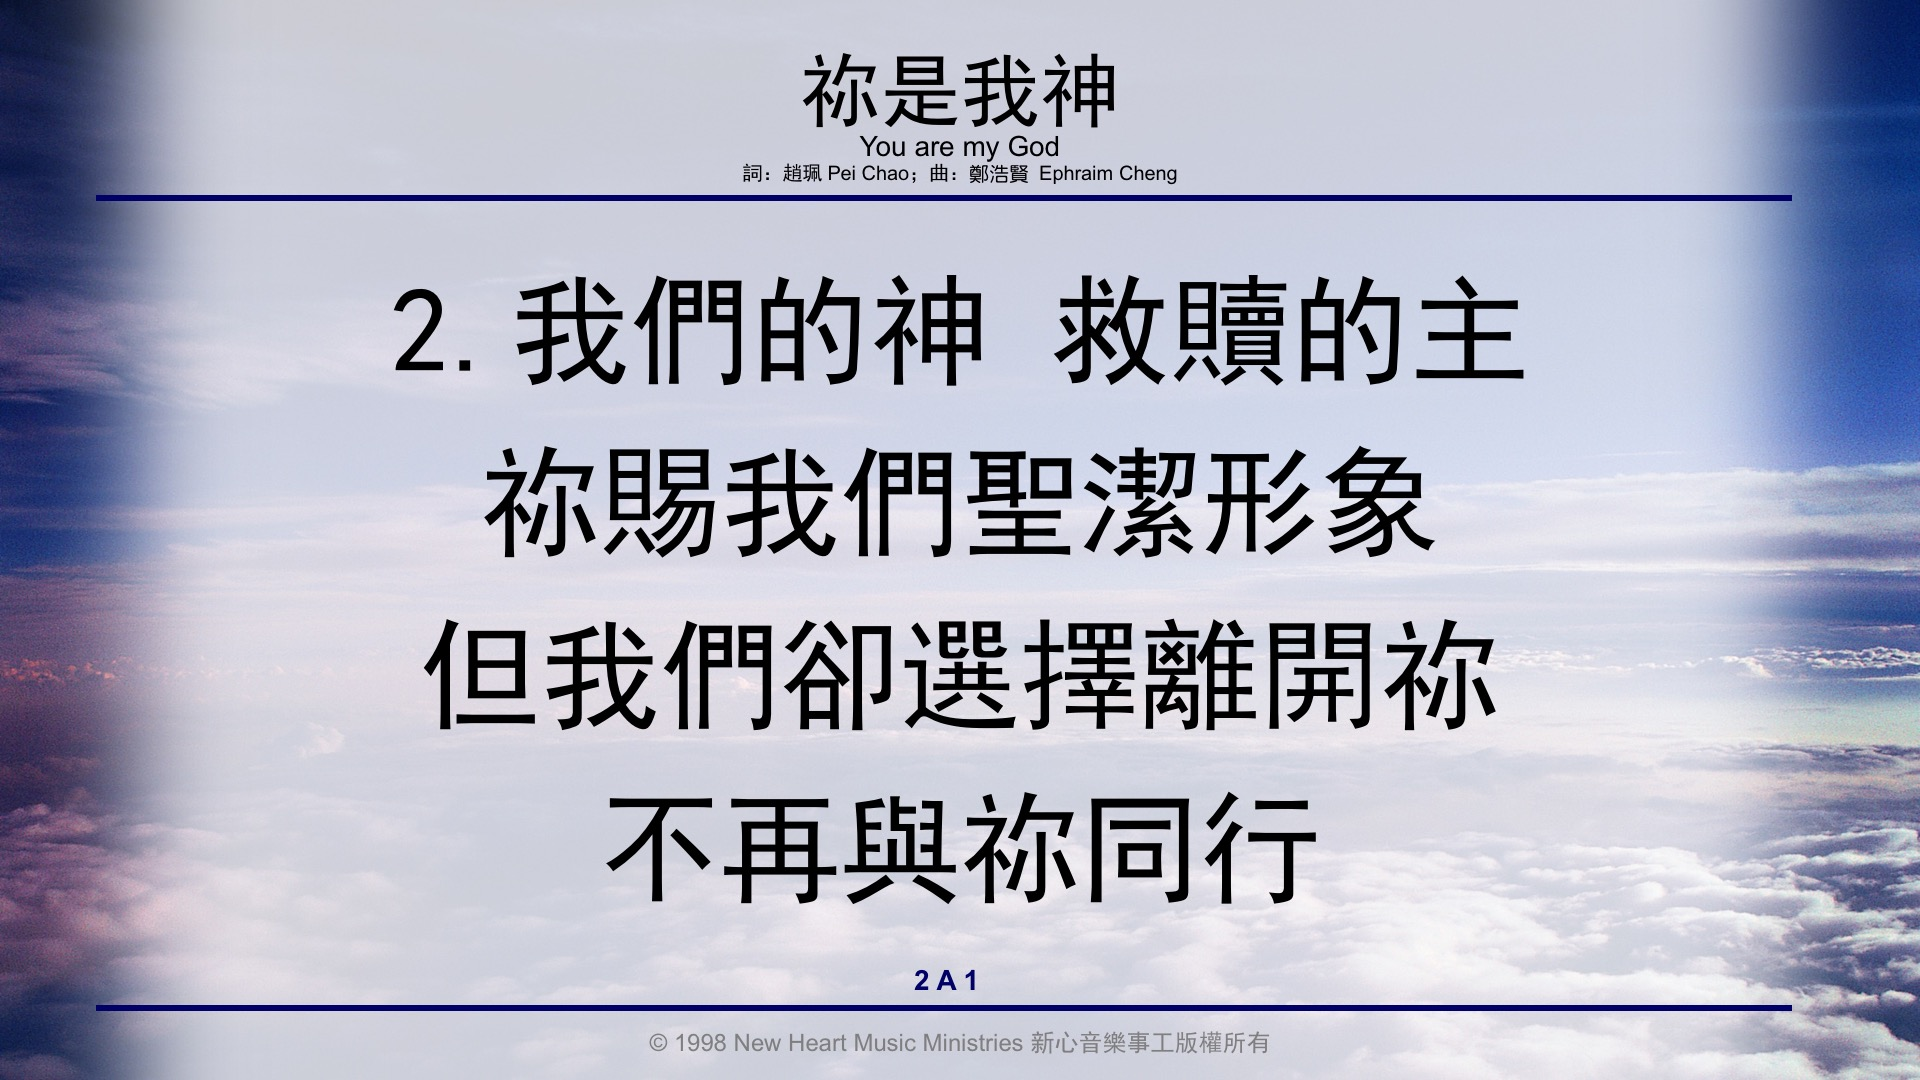 祢是我神
You are my God
詞：趙珮 Pei Chao；曲：鄭浩賢 Ephraim Cheng
2.我們的神 救贖的主
祢賜我們聖潔形象
但我們卻選擇離開祢
不再與祢同行
2 A 1
© 1998 New Heart Music Ministries 新心音樂事工版權所有